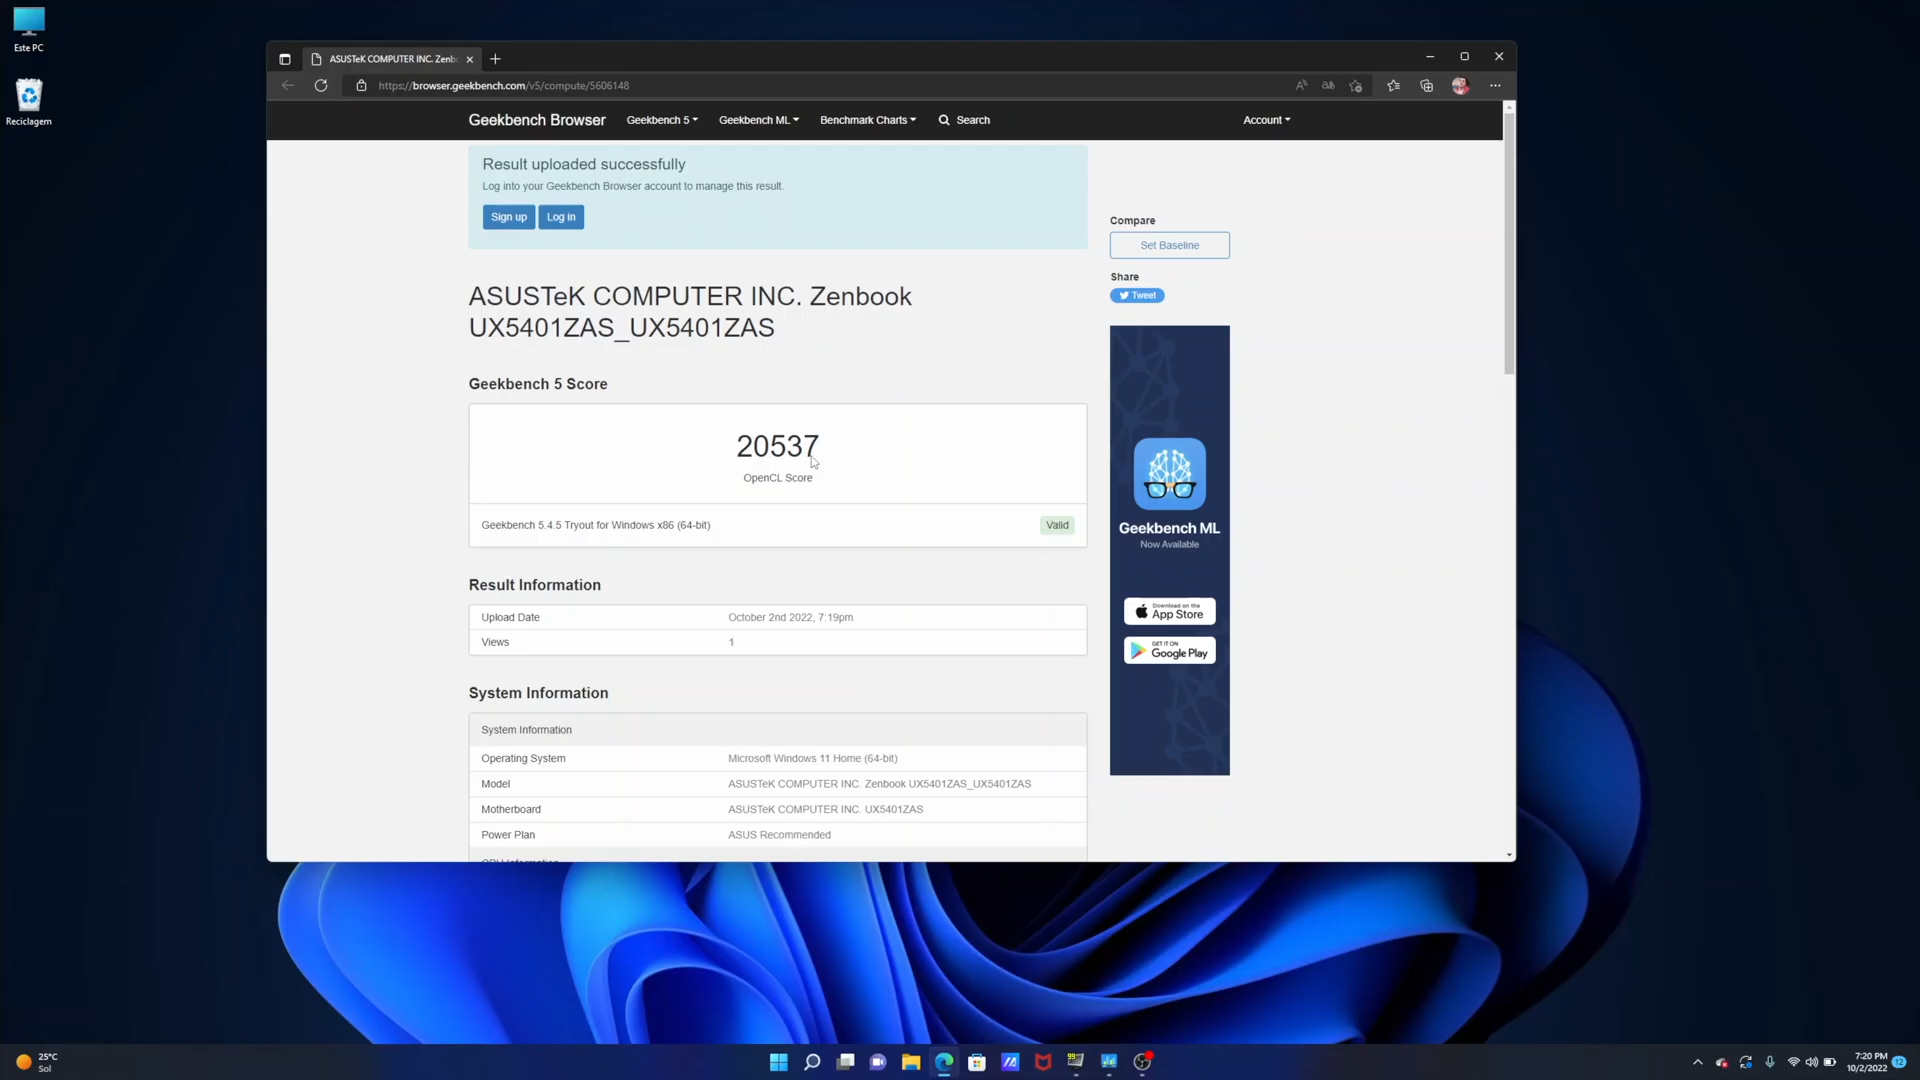 Este PC
Reciclagem
ASUSTeK COMPUTER INC. Zenb
https://browser.geekbench.com/v5/compute/5606148
Geekbench Browser
Geekbench 5
Geekbench ML
Benchmark Charts
Search
Account
Result uploaded successfully
Log into your Geekbench Browser account to manage this result.
Sign up
Log in
Compare
Set Baseline
Share
Tweet
ASUSTeK COMPUTER INC. Zenbook
UX5401ZAS_UX5401ZAS
Geekbench 5 Score
20537
OpenCL Score
Geekbench 5.4.5 Tryout for Windows x86 (64-bit)
Valid
Geekbench ML
Now Available
Download on the
App Store
GET IT ON
Google Play
Result Information
Upload Date
October 2nd 2022, 7:19pm
Views
1
System Information
System Information
Operating System
Microsoft Windows 11 Home (64-bit)
Model
ASUSTeK COMPUTER INC. Zenbook UX5401ZAS_UX5401ZAS
Motherboard
ASUSTeK COMPUTER INC. UX5401ZAS
Power Plan
ASUS Recommended
CPU Information
25°C
Sol
99
7:20 PM
10/2/2022
12